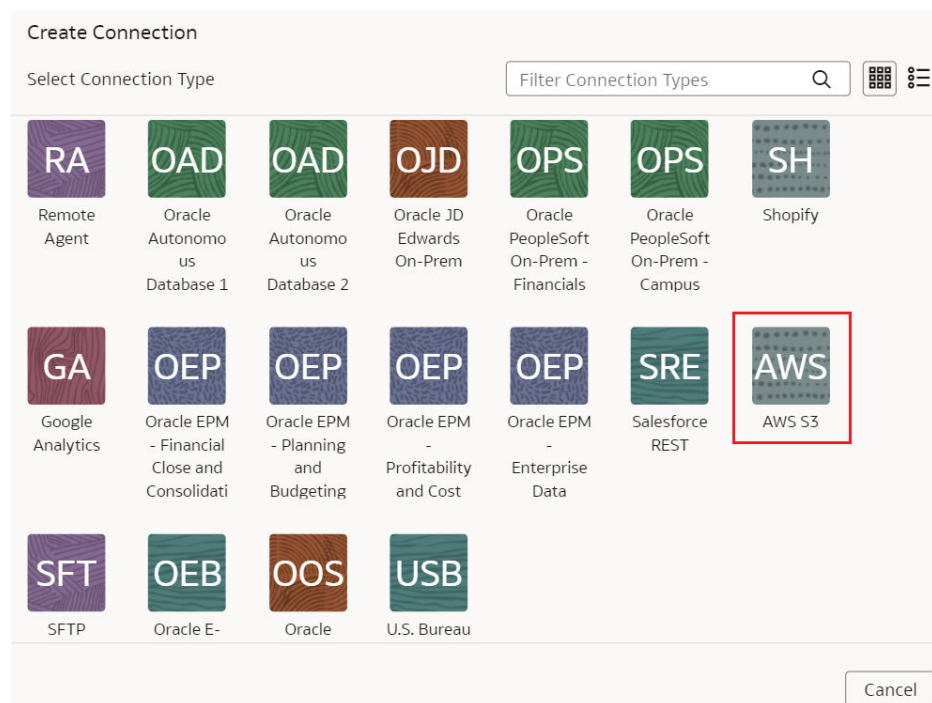 Create Connection
Select Connection Type
Filter Connection Types
RA
OAD
OAD
OJD
OPS
OPS
SH
Remote
Agent
Oracle
Autonomo
us
Database 1
Oracle
Autonomo
us
Database 2
Oracle JD
Edwards
On-Prem
Oracle
PeopleSoft
On-Prem -
Financials
Oracle
PeopleSoft
On-Prem -
Campus
Shopify
GA
OEP
OEP
OEP
OEP
SRE
AWS
Google
Analytics
Oracle EPM
- Financial
Close and
Consolidati
Oracle EPM
- Planning
and
Budgeting
Oracle EPM
-
Profitability
and Cost
Oracle EPM
-
Enterprise
Data
Salesforce
REST
AWS S3
SFT
OEB
OOS
USB
SFTP
Oracle E-
Oracle
U.S. Bureau
Cancel